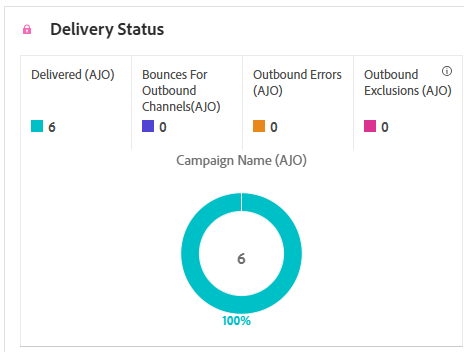 Delivery Status
Delivered (AJO)
6
Bounces For
Outbound
Channels(AJO)
0
Outbound Errors
(AJO)
0
Outbound
Exclusions (AJO)
0
Campaign Name (AJO)
6
100%